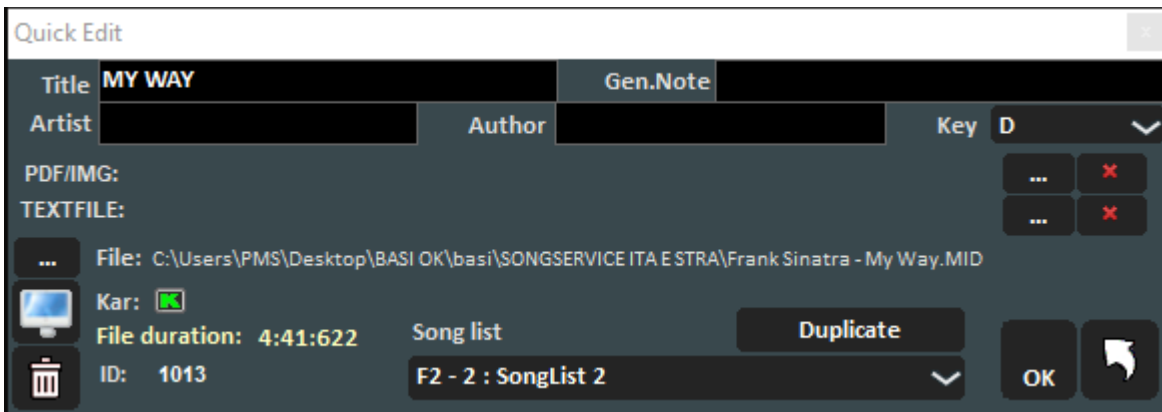 Quick Edit x
Title MY WAY Gen.Note
Artist Author Key D
PDF/IMG: ...
TEXTFILE: ...
... File: C:\Users\PMS\Desktop\BASI OK\basi\SONGSERVICE ITA E STRA\Frank Sinatra - My Way.MID
Kar: K
File duration: 4:41:622 Song list Duplicate
ID: 1013 F2 - 2 : SongList 2 OK